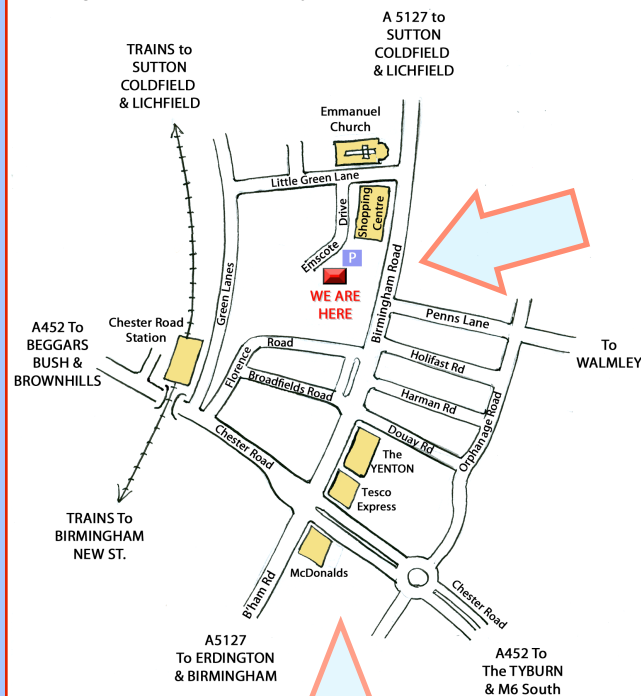 A 5127 to
SUTTON
COLDFIELD
& LICHFIELD
TRAINS to
SUTTON
COLDFIELD
& LICHFIELD
Emmanuel
Church
Little Green Lane
Shopping
Centre
Emscote
Drive
P
WE ARE
HERE
Green Lanes
Birmingham Road
Penns Lane
To
WALMLEY
A452 To
BEGGARS
BUSH &
BROWNHILLS
Chester Road
Station
Florence
Road
Broadfields Road
Holifast Rd
Harman Rd
Douay Rd
Orphanage Road
Chester Road
The
YENTON
Tesco
Express
TRAINS To
BIRMINGHAM
NEW ST.
McDonalds
B'ham Rd
Chester Road
A5127
To ERDINGTON
& BIRMINGHAM
A452 To
The TYBURN
& M6 South